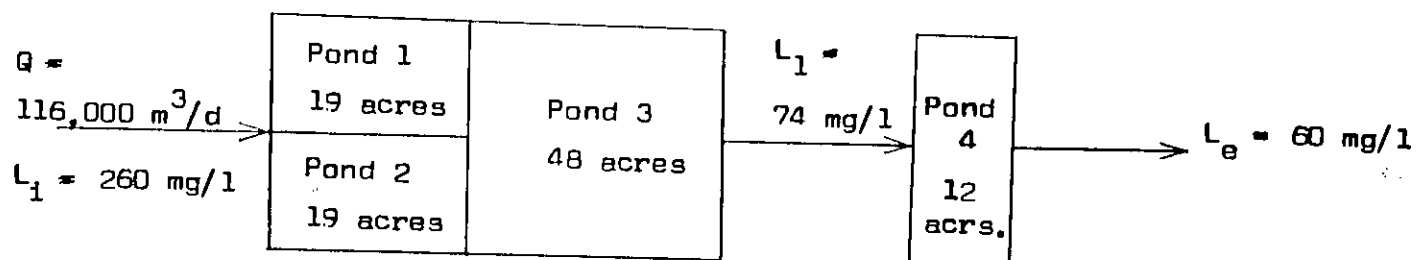 Q =
116,000 m³/d
L_i = 260 mg/l
Pond 1
19 acres
Pond 2
19 acres
Pond 3
48 acres
L_1 =
74 mg/l
Pond
4
12
acrs.
L_e = 60 mg/l